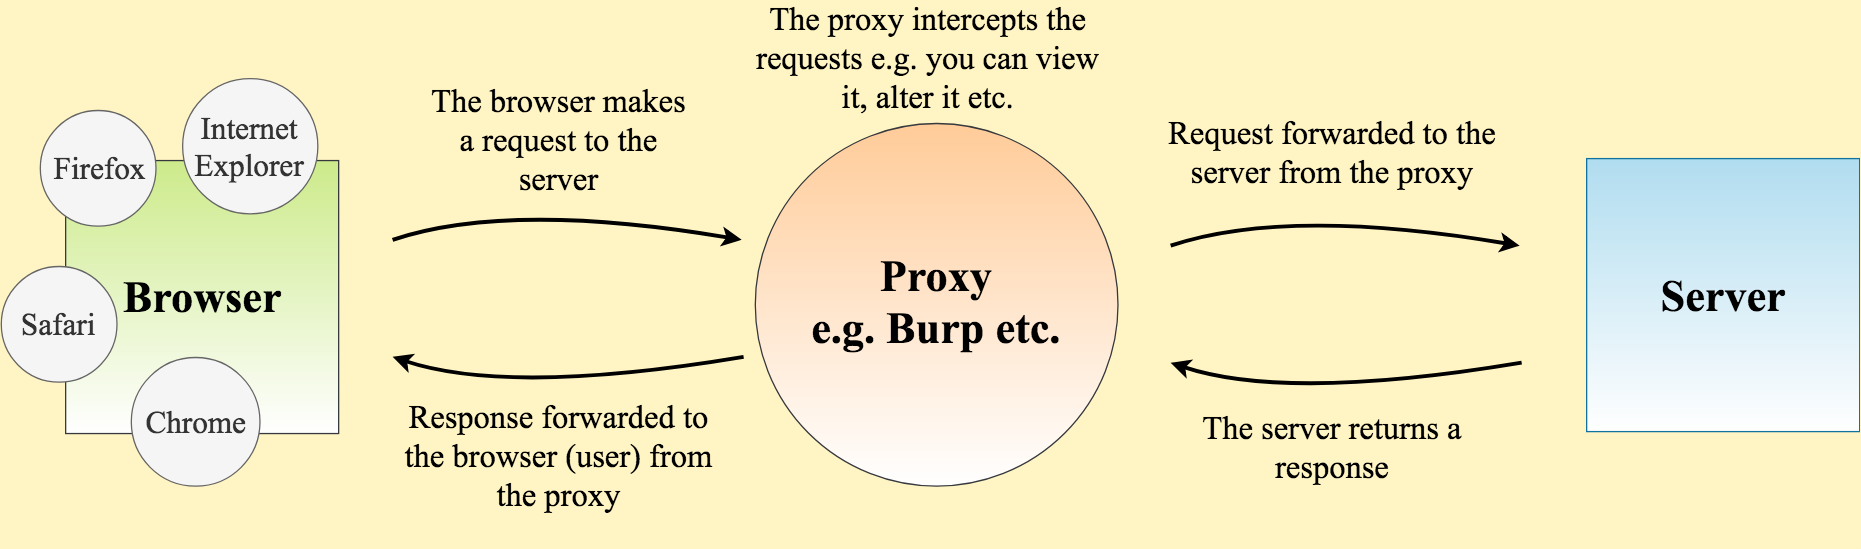 The proxy intercepts the
requests e.g. you can view
it, alter it etc.
Internet
Explorer
Firefox
Safari
Chrome
Browser
The browser makes
a request to the
server
Proxy
e.g. Burp etc.
Request forwarded to the
server from the proxy
Server
The server returns a
response
Response forwarded to
the browser (user) from
the proxy